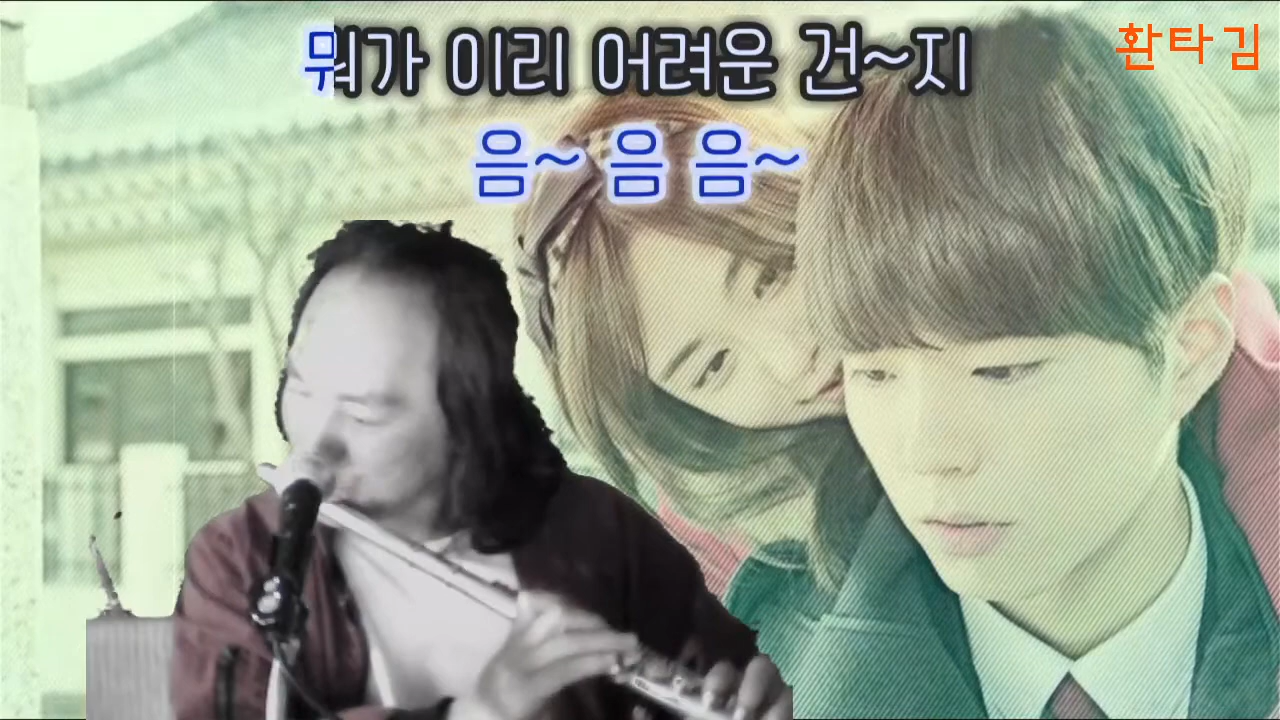 뭐가 이리 어려운 건~지
환타김
음~ 음 음~